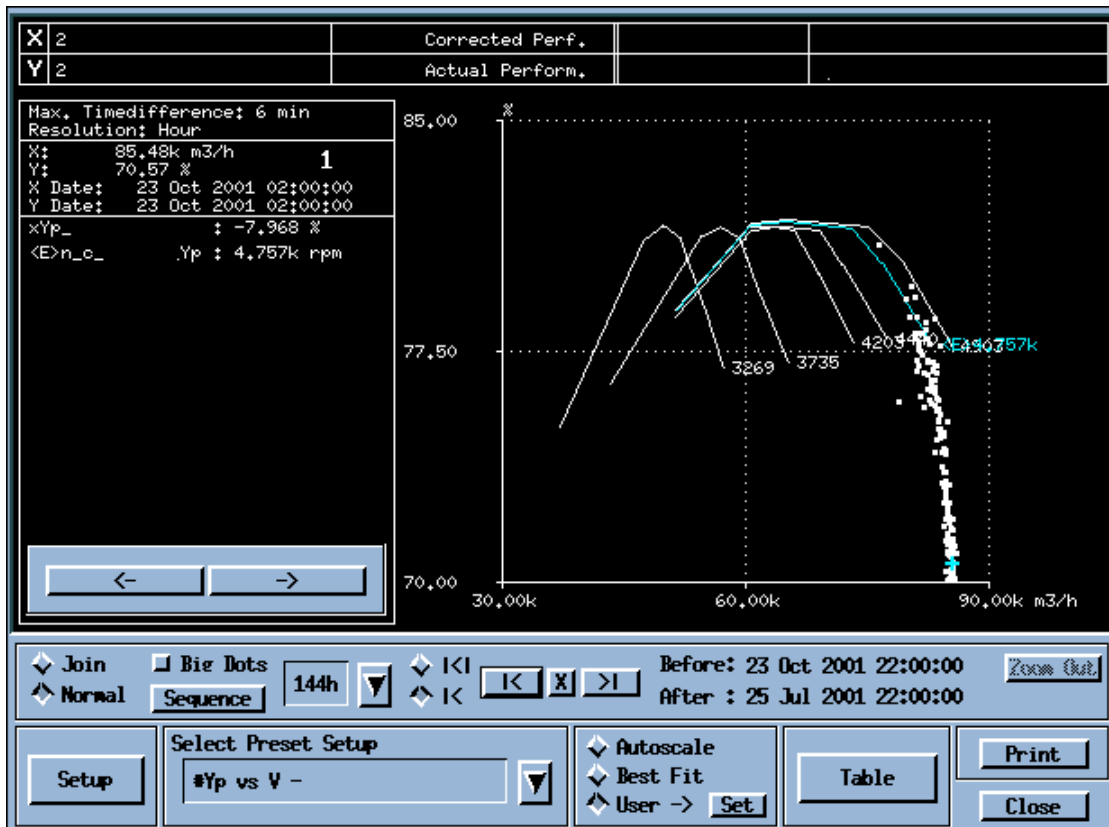 X 2 Corrected Perf.
Y 2 Actual Perform.
Max. Timedifference: 6 min
Resolution: Hour
X: 85.48k m3/h
Y: 70.57 %
1
X Date: 23 Oct 2001 02:00:00
Y Date: 23 Oct 2001 02:00:00
xYp_ : -7.968 %
<E>n_c_ .Yp : 4.757k rpm
<- ->
%
85.00
77.50
70.00
3269
3735
4203
4903
30.00k 60.00k 90.00k m3/h
Join
Normal
Big Dots
Sequence
144h
|<|
|<
|< X >|
Before: 23 Oct 2001 22:00:00
After : 25 Jul 2001 22:00:00
Zoom Out
Setup
Select Preset Setup
#Yp vs V -
Autoscale
Best Fit
User -> Set
Table
Print
Close